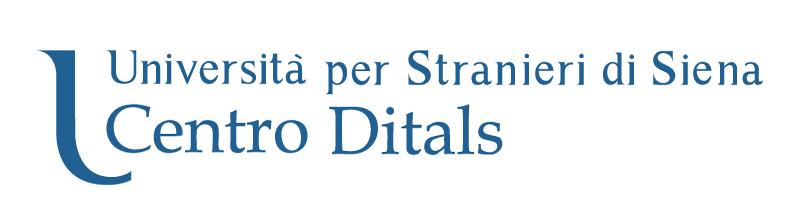 Università per Stranieri di Siena
Centro Ditals